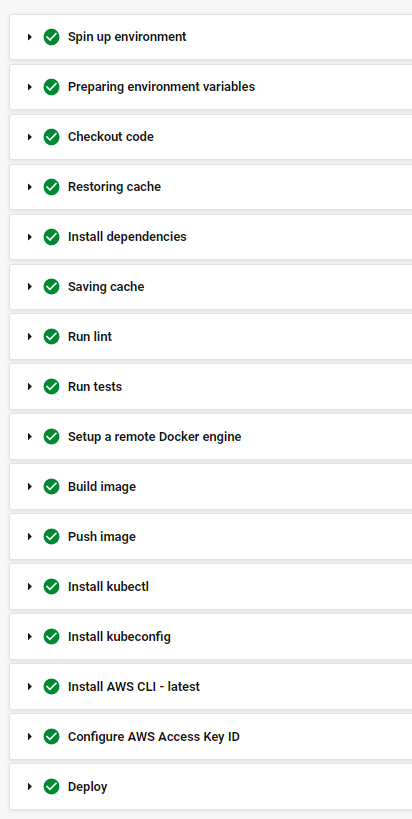 Spin up environment
Preparing environment variables
Checkout code
Restoring cache
Install dependencies
Saving cache
Run lint
Run tests
Setup a remote Docker engine
Build image
Push image
Install kubectl
Install kubeconfig
Install AWS CLI - latest
Configure AWS Access Key ID
Deploy